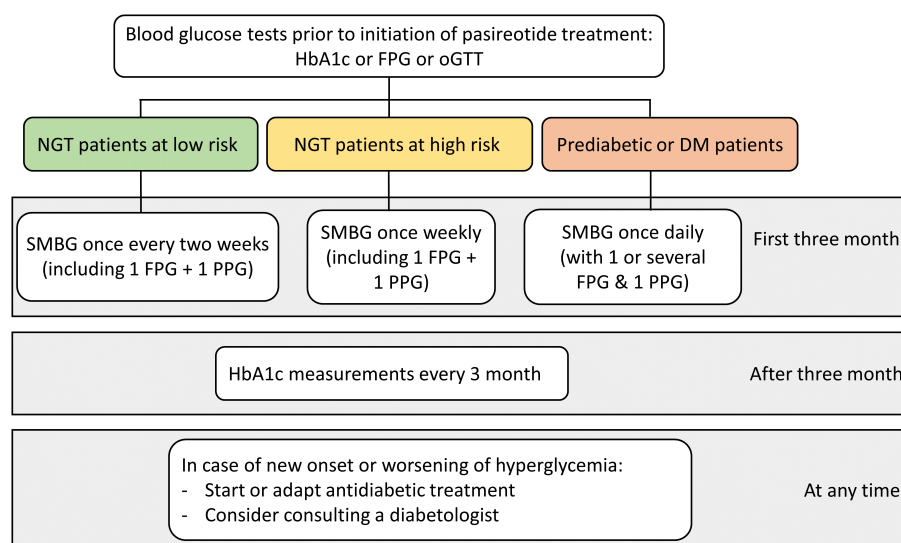 Blood glucose tests prior to initiation of pasireotide treatment:
HbA1c or FPG or oGTT
NGT patients at low risk
NGT patients at high risk
Prediabetic or DM patients
SMBG once every two weeks
(including 1 FPG + 1 PPG)
SMBG once weekly
(including 1 FPG +
1 PPG)
SMBG once daily
(with 1 or several
FPG & 1 PPG)
First three month
HbA1c measurements every 3 month
After three month
In case of new onset or worsening of hyperglycemia:
- Start or adapt antidiabetic treatment
- Consider consulting a diabetologist
At any time